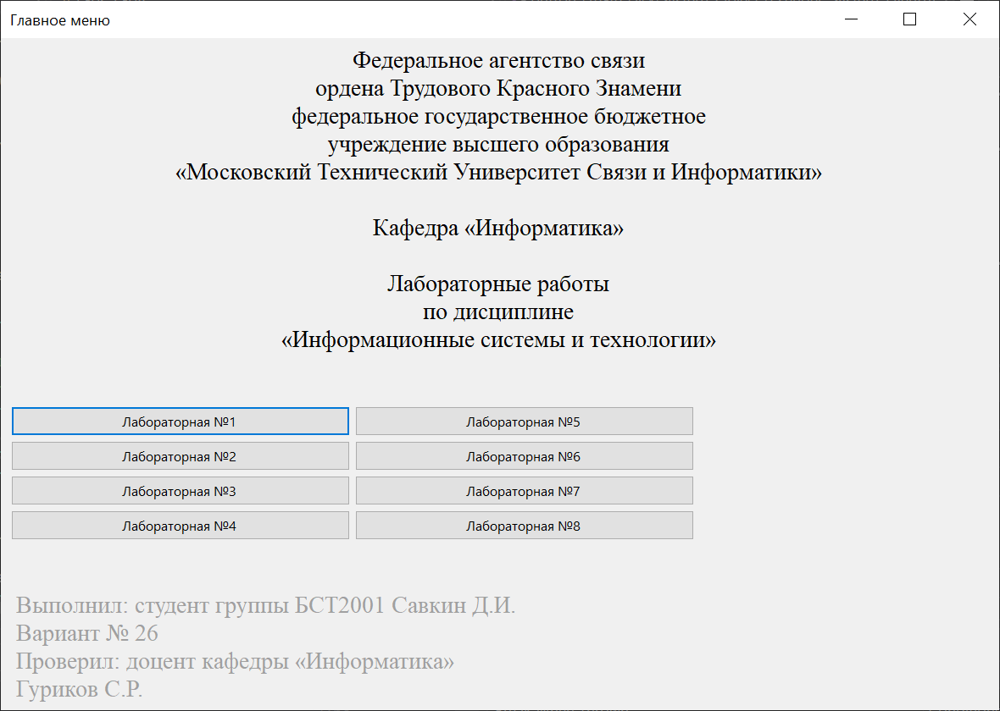 Главное меню
Федеральное агентство связи
ордена Трудового Красного Знамени
федеральное государственное бюджетное
учреждение высшего образования
«Московский Технический Университет Связи и Информатики»
Кафедра «Информатика»
Лабораторные работы
по дисциплине
«Информационные системы и технологии»
Лабораторная №1
Лабораторная №5
Лабораторная №2
Лабораторная №6
Лабораторная №3
Лабораторная №7
Лабораторная №4
Лабораторная №8
Выполнил: студент группы БСТ2001 Савкин Д.И.
Вариант № 26
Проверил: доцент кафедры «Информатика»
Гуриков С.Р.